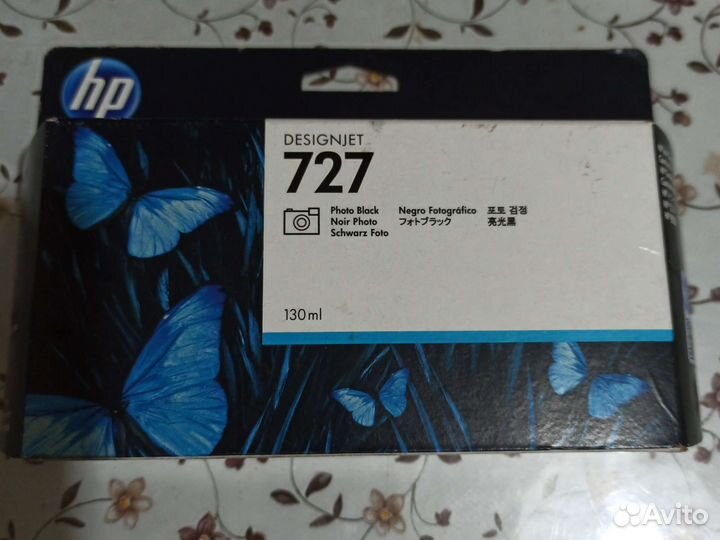 hp
DESIGNJET
727
Photo Black Negro Fotográfico 포토 검정
Noir Photo フォトブラック 亮光黑
Schwarz Foto
130 ml
Avito